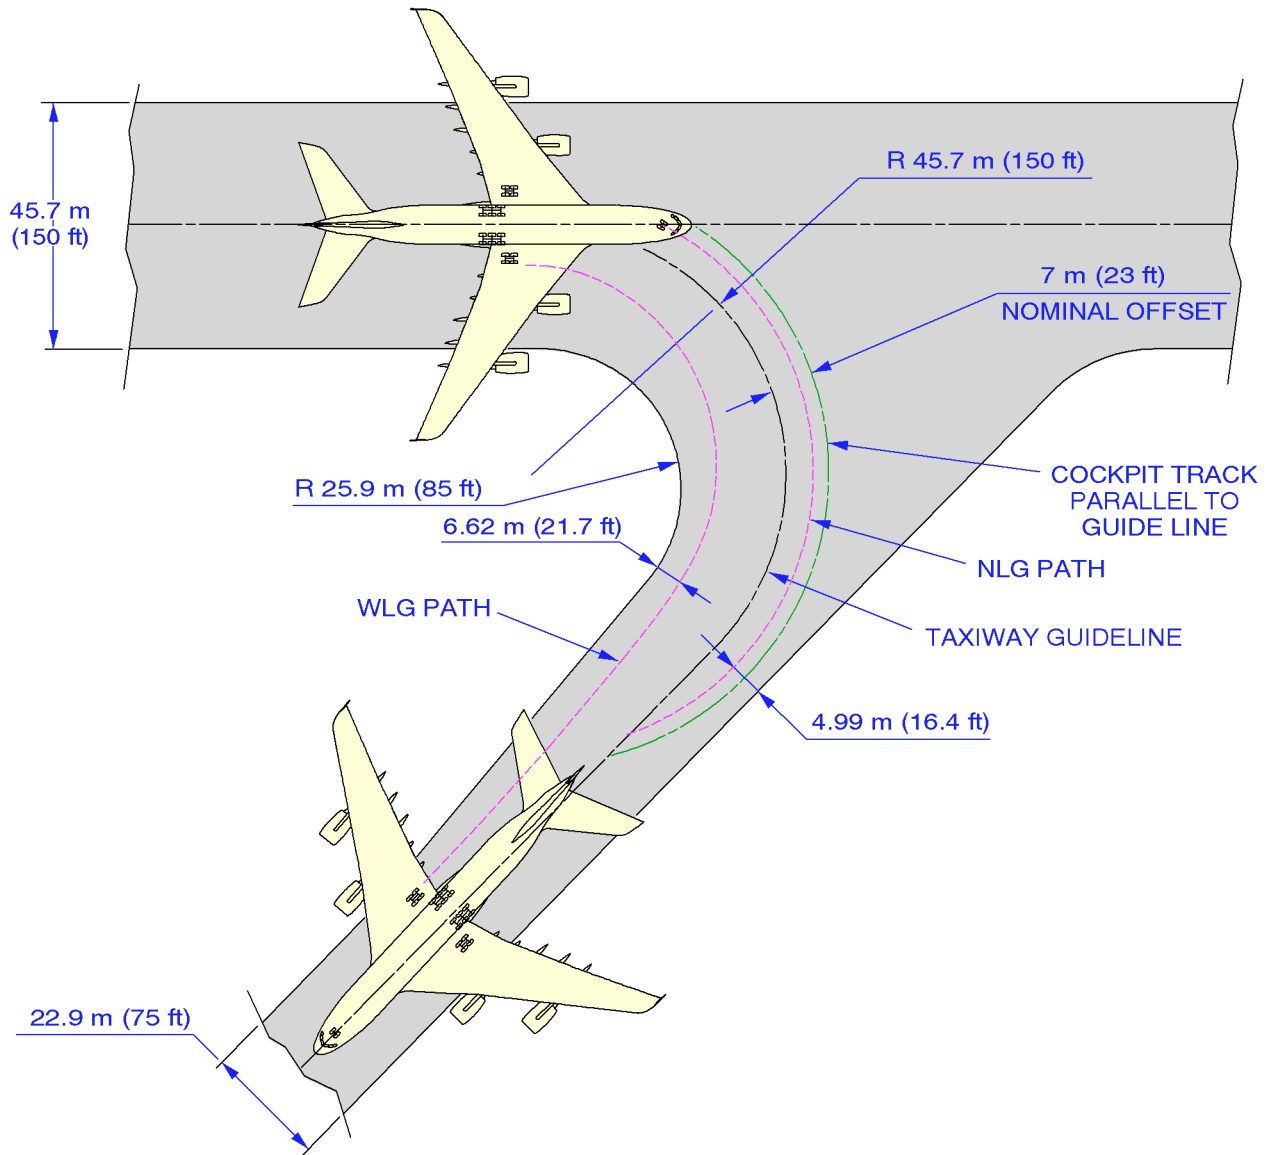 R 45.7 m (150 ft)
45.7 m
(150 ft)
7 m (23 ft)
NOMINAL OFFSET
R 25.9 m (85 ft)
COCKPIT TRACK
PARALLEL TO
GUIDE LINE
6.62 m (21.7 ft)
NLG PATH
WLG PATH
TAXIWAY GUIDELINE
4.99 m (16.4 ft)
22.9 m (75 ft)